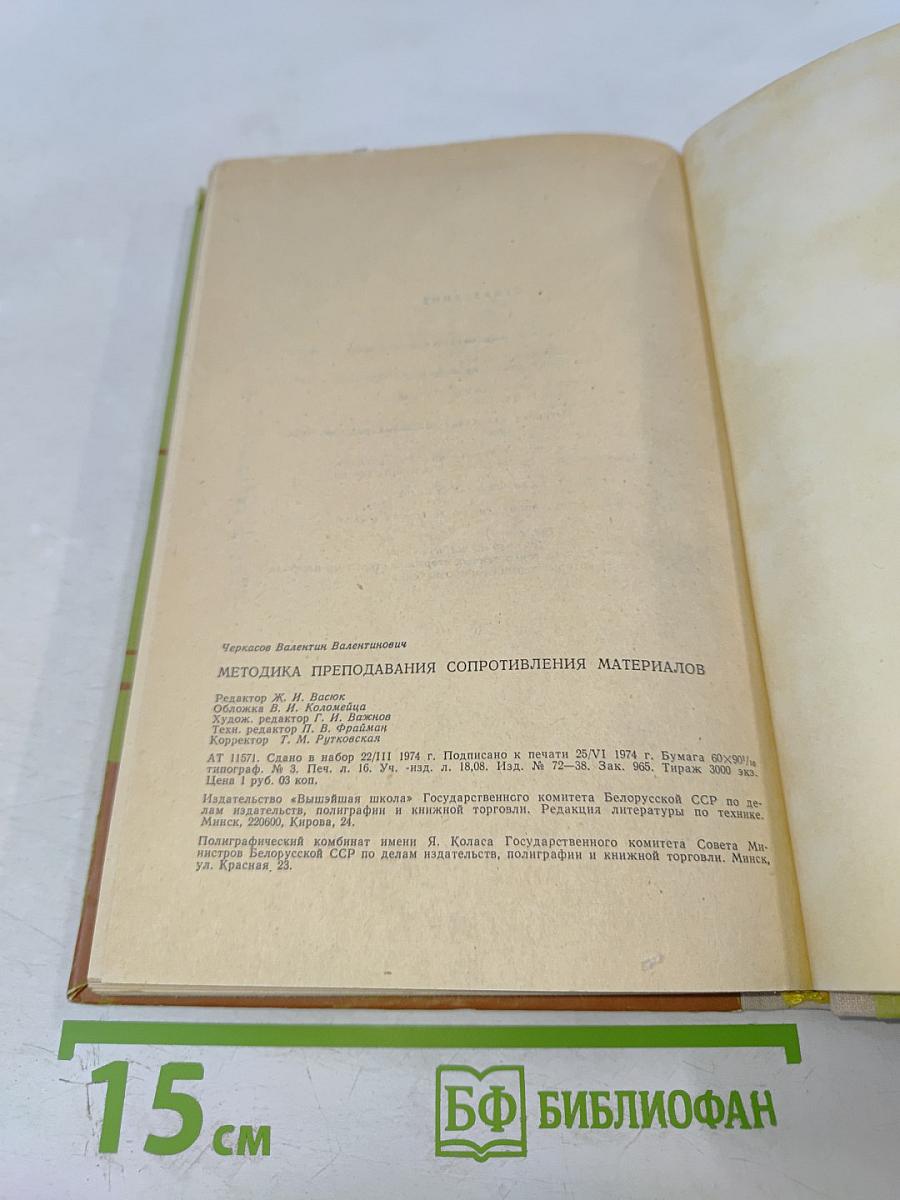 Черкасов Валентин Валентинович
МЕТОДИКА ПРЕПОДАВАНИЯ СОПРОТИВЛЕНИЯ МАТЕРИАЛОВ
Редактор Ж. И. Васюк
Обложка В. И. Коломейца
Худож. редактор Г. И. Важнов
Техн. редактор П. В. Фрайман
Корректор Т. М. Рутковская
АТ 11571. Сдано в набор 22/III 1974 г. Подписано к печати 25/VI 1974 г. Бумага 60×90¹/₁₆
типограф. № 3. Печ. л. 16. Уч. -изд. л. 18,08. Изд. № 72—38. Зак. 965. Тираж 3000 экз.
Цена 1 руб. 03 коп.
Издательство «Вышэйшая школа» Государственного комитета Белорусской ССР по де-
лам издательств, полиграфии и книжной торговли. Редакция литературы по технике.
Минск, 220600, Кирова, 24.
Полиграфический комбинат имени Я. Коласа Государственного комитета Совета Ми-
нистров Белорусской ССР по делам издательств, полиграфии и книжной торговли. Минск,
ул. Красная, 23.
15 см
БФ БИБЛИОФАН